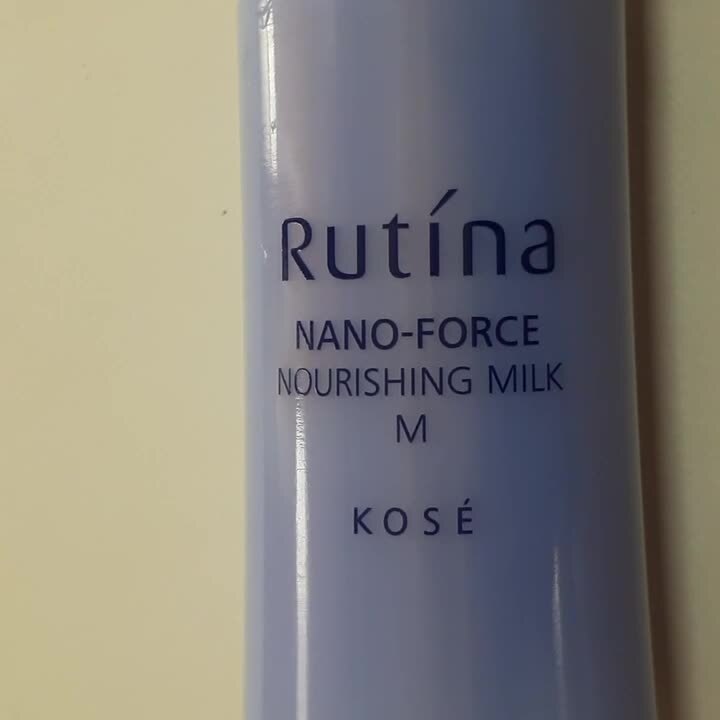 Rutína
NANO-FORCE
NOURISHING MILK
M
KOSÉ